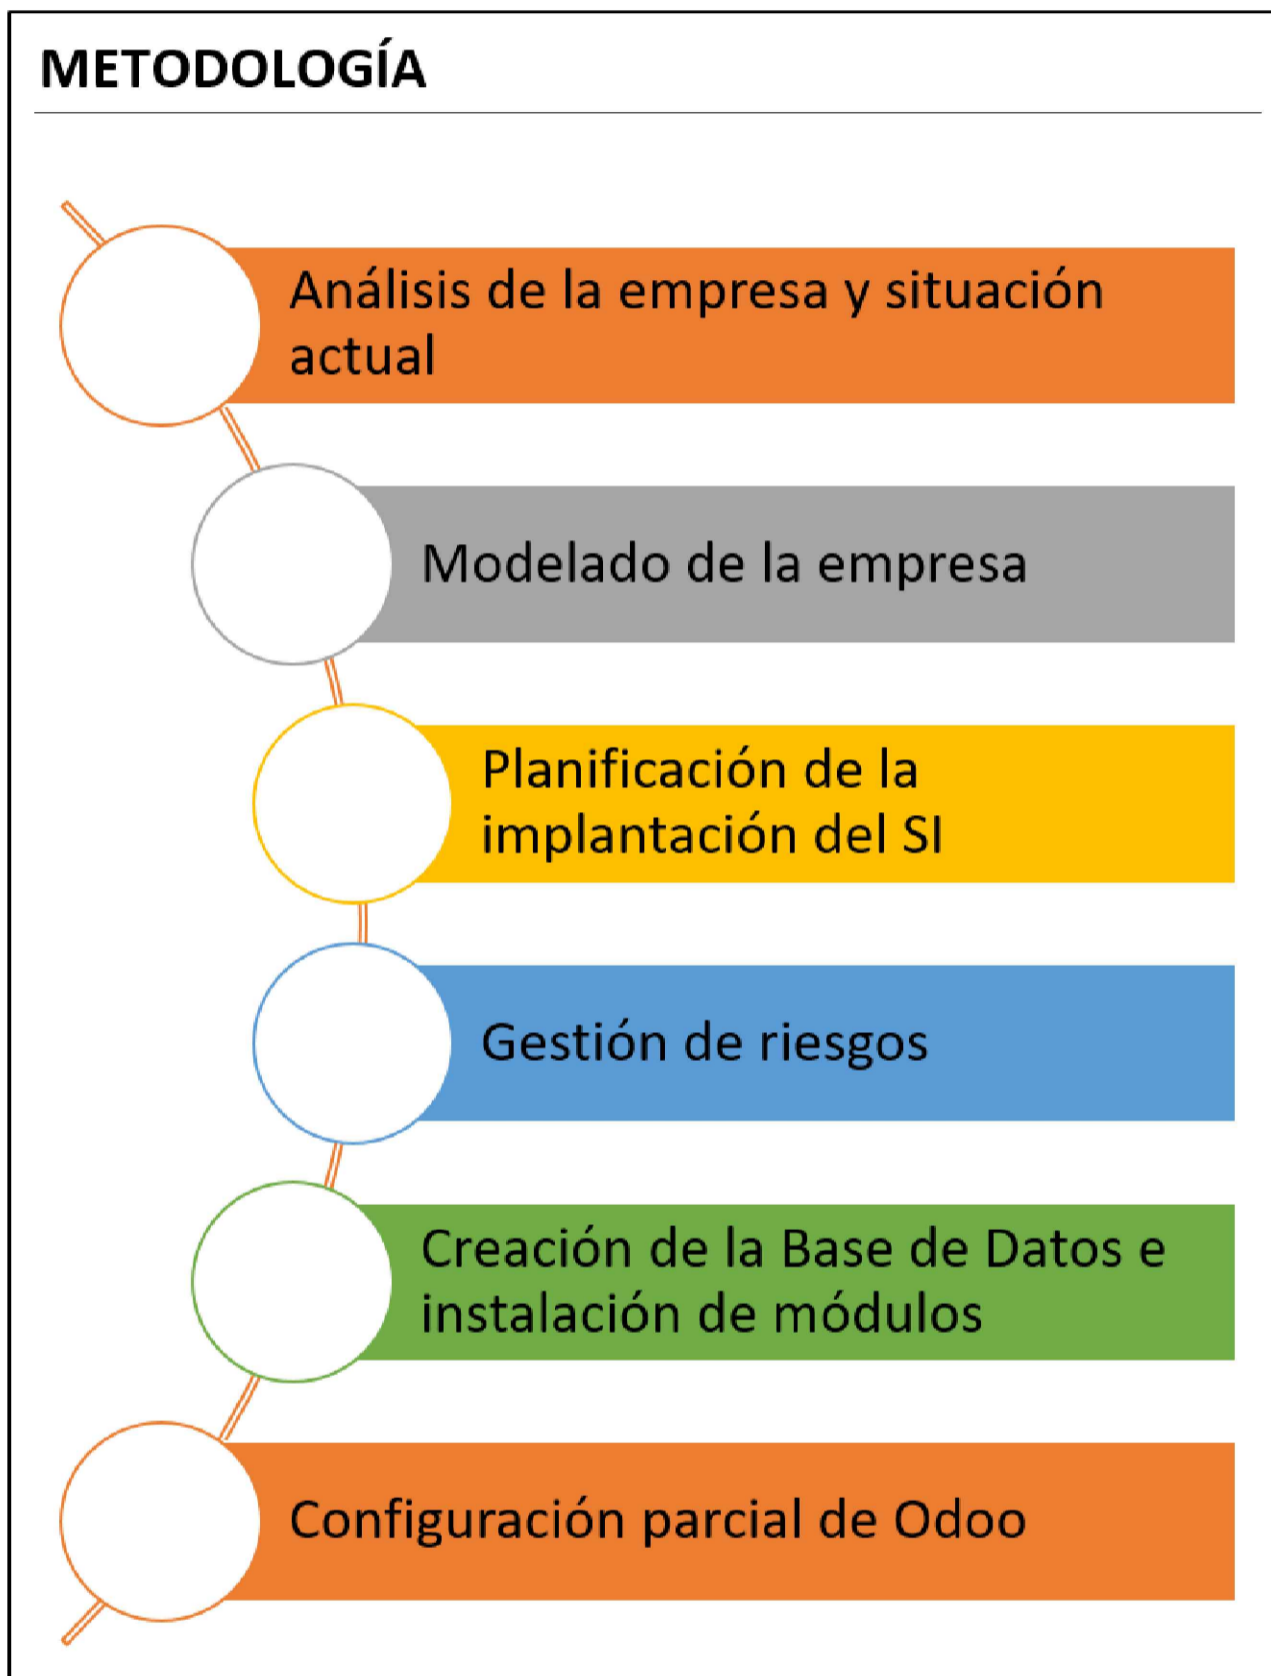 METODOLOGÍA
Análisis de la empresa y situación
actual
Modelado de la empresa
Planificación de la
implantación del SI
Gestión de riesgos
Creación de la Base de Datos e
instalación de módulos
Configuración parcial de Odoo